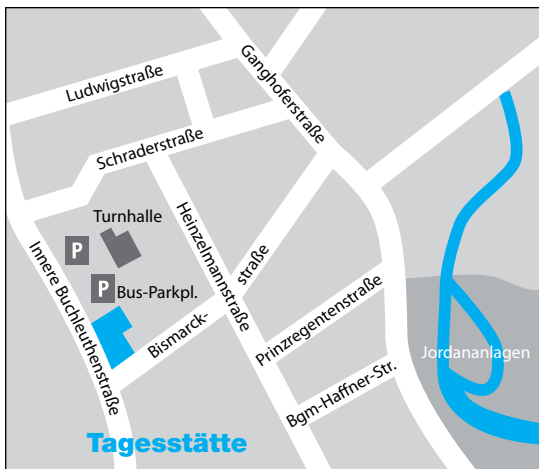 Ludwigstraße
Ganghoferstraße
Schraderstraße
Turnhalle
P
P
Bus-Parkpl.
Innere Buchleuthenstraße
Heinzelmannstraße
Bismarck-
straße
Prinzregentenstraße
Jordananlagen
Bgm-Haffner-Str.
Tagesstätte